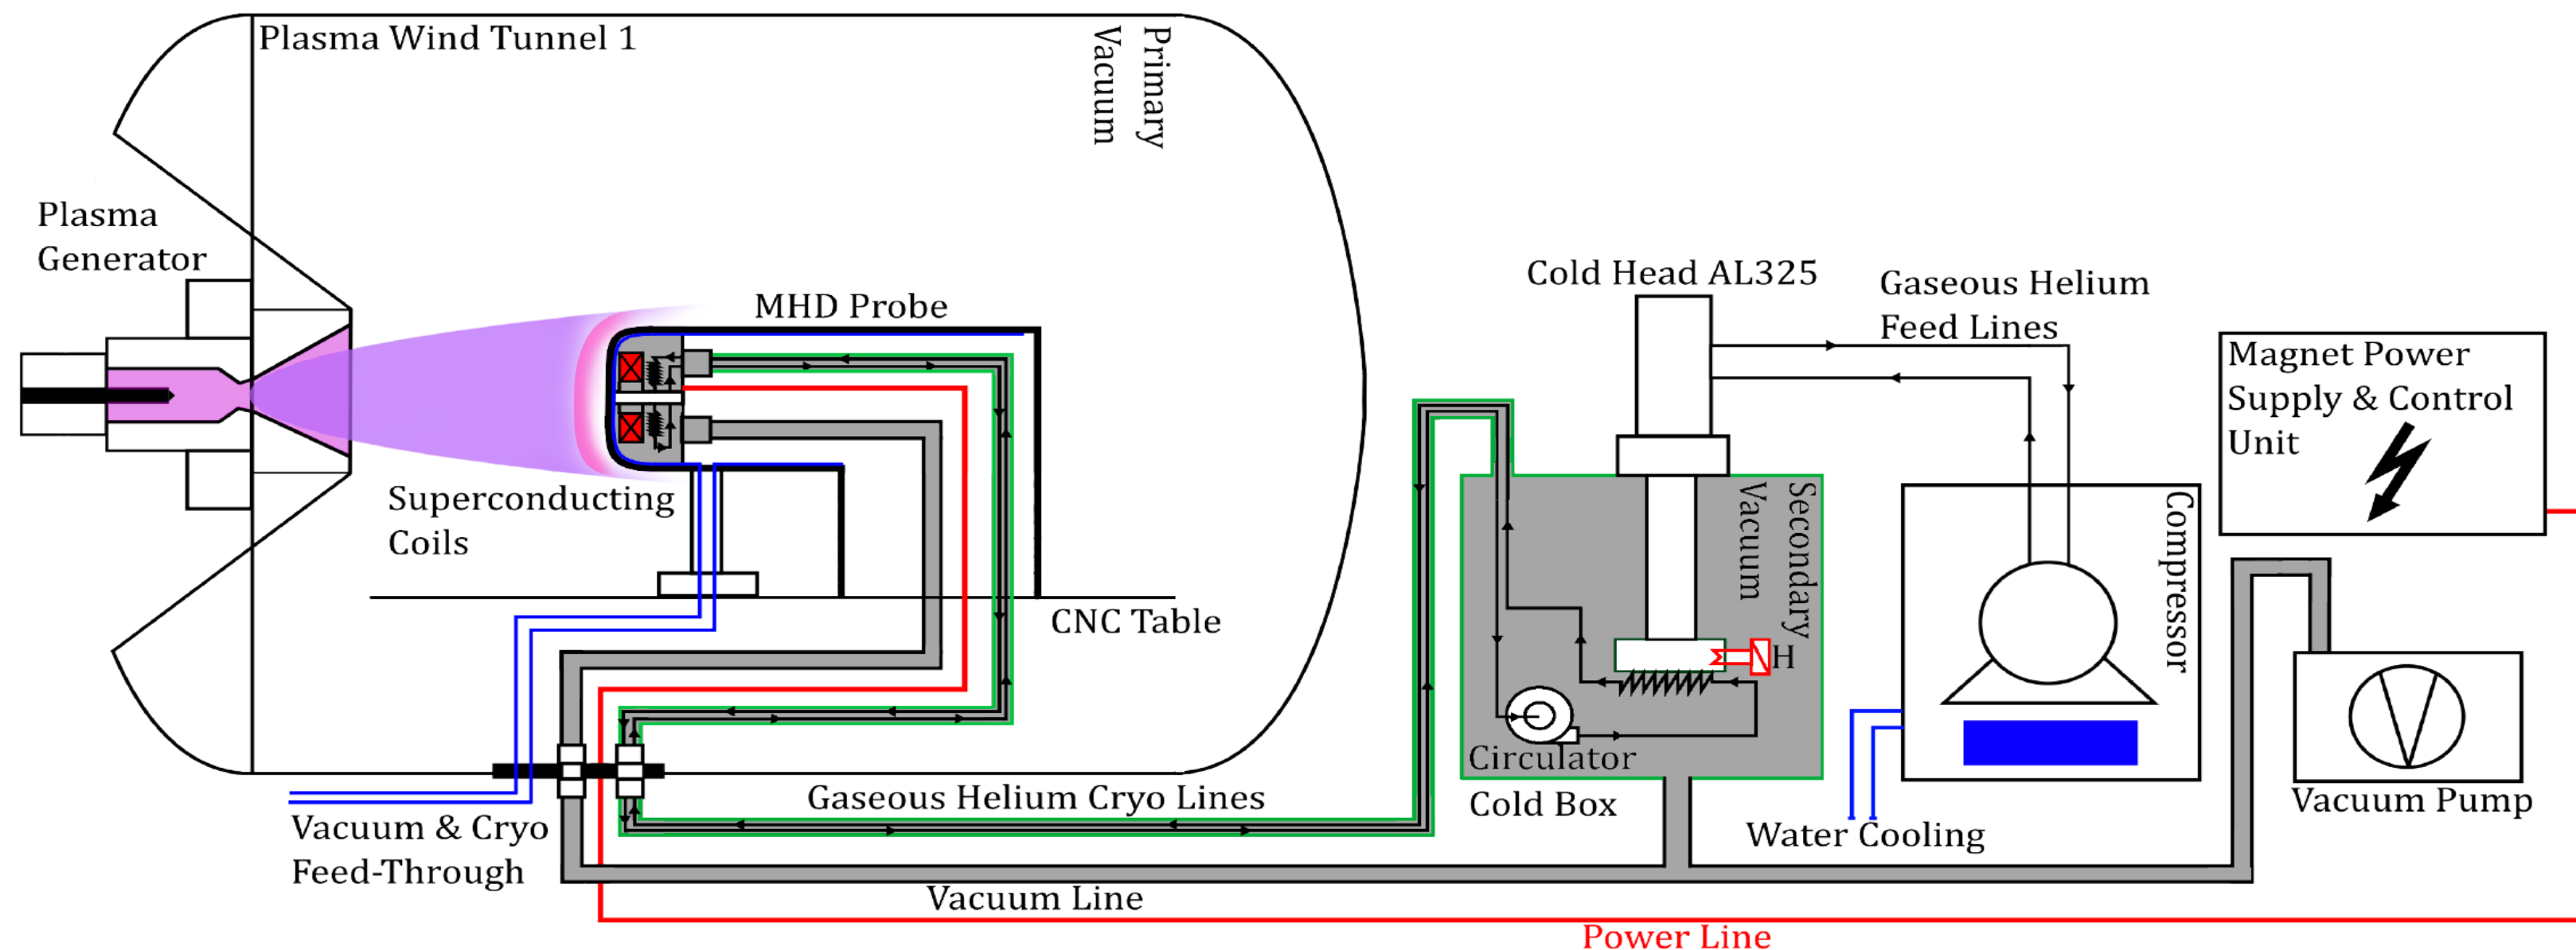 Plasma Wind Tunnel 1
Primary
Vacuum
Plasma
Generator
MHD Probe
Superconducting
Coils
CNC Table
Vacuum & Cryo
Feed-Through
Gaseous Helium Cryo Lines
Vacuum Line
Power Line
Cold Head AL325
Gaseous Helium
Feed Lines
Secondary
Vacuum
H
Circulator
Cold Box
Compressor
Water Cooling
Magnet Power
Supply & Control
Unit
Vacuum Pump